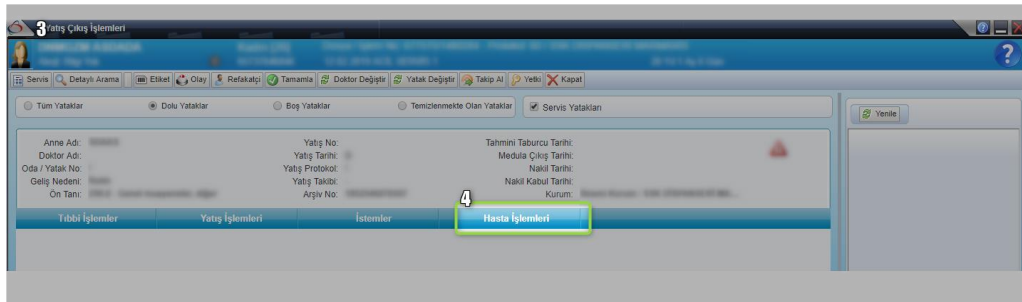 3 Yatış Çıkış İşlemleri
Servis Detaylı Arama Etiket Olay Refakatçi Tamamla Doktor Değiştir Yatak Değiştir Takip Al Yetki Kapat
Tüm Yataklar Dolu Yataklar Boş Yataklar Temizlenmekte Olan Yataklar Servis Yatakları
Yenile
Anne Adı: Yatış No: Tahmini Taburcu Tarihi:
Doktor Adı: Yatış Tarihi: Medula Çıkış Tarihi:
Oda / Yatak No: Yatış Protokol: Nakil Tarihi:
Geliş Nedeni: Yatış Takibi: Nakil Kabul Tarihi:
Ön Tanı: Arşiv No: Kurum:
4
Tıbbi İşlemler Yatış İşlemleri İstemler Hasta İşlemleri